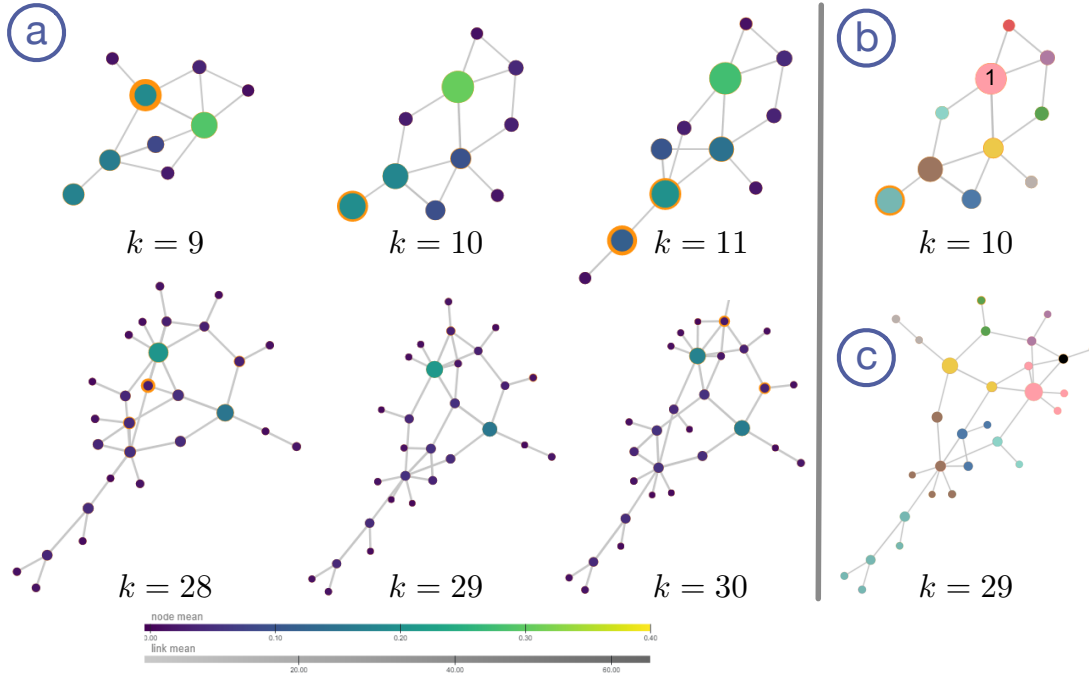 a
b
1
k = 9
k = 10
k = 11
k = 10
c
k = 28
k = 29
k = 30
k = 29
node mean
3.00 0.10 0.20 0.30 0.40
link mean
20.00 40.00 60.00